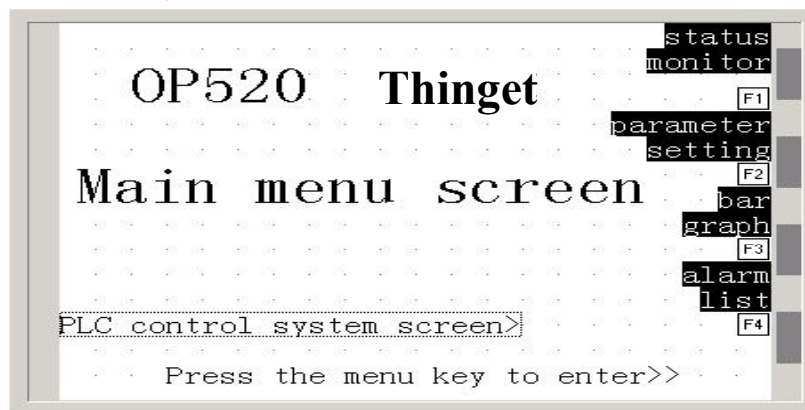 status
monitor
OP520 Thinget
F1
parameter
setting
F2
Main menu screen
bar
graph
F3
alarm
list
PLC control system screen>
F4
Press the menu key to enter>>